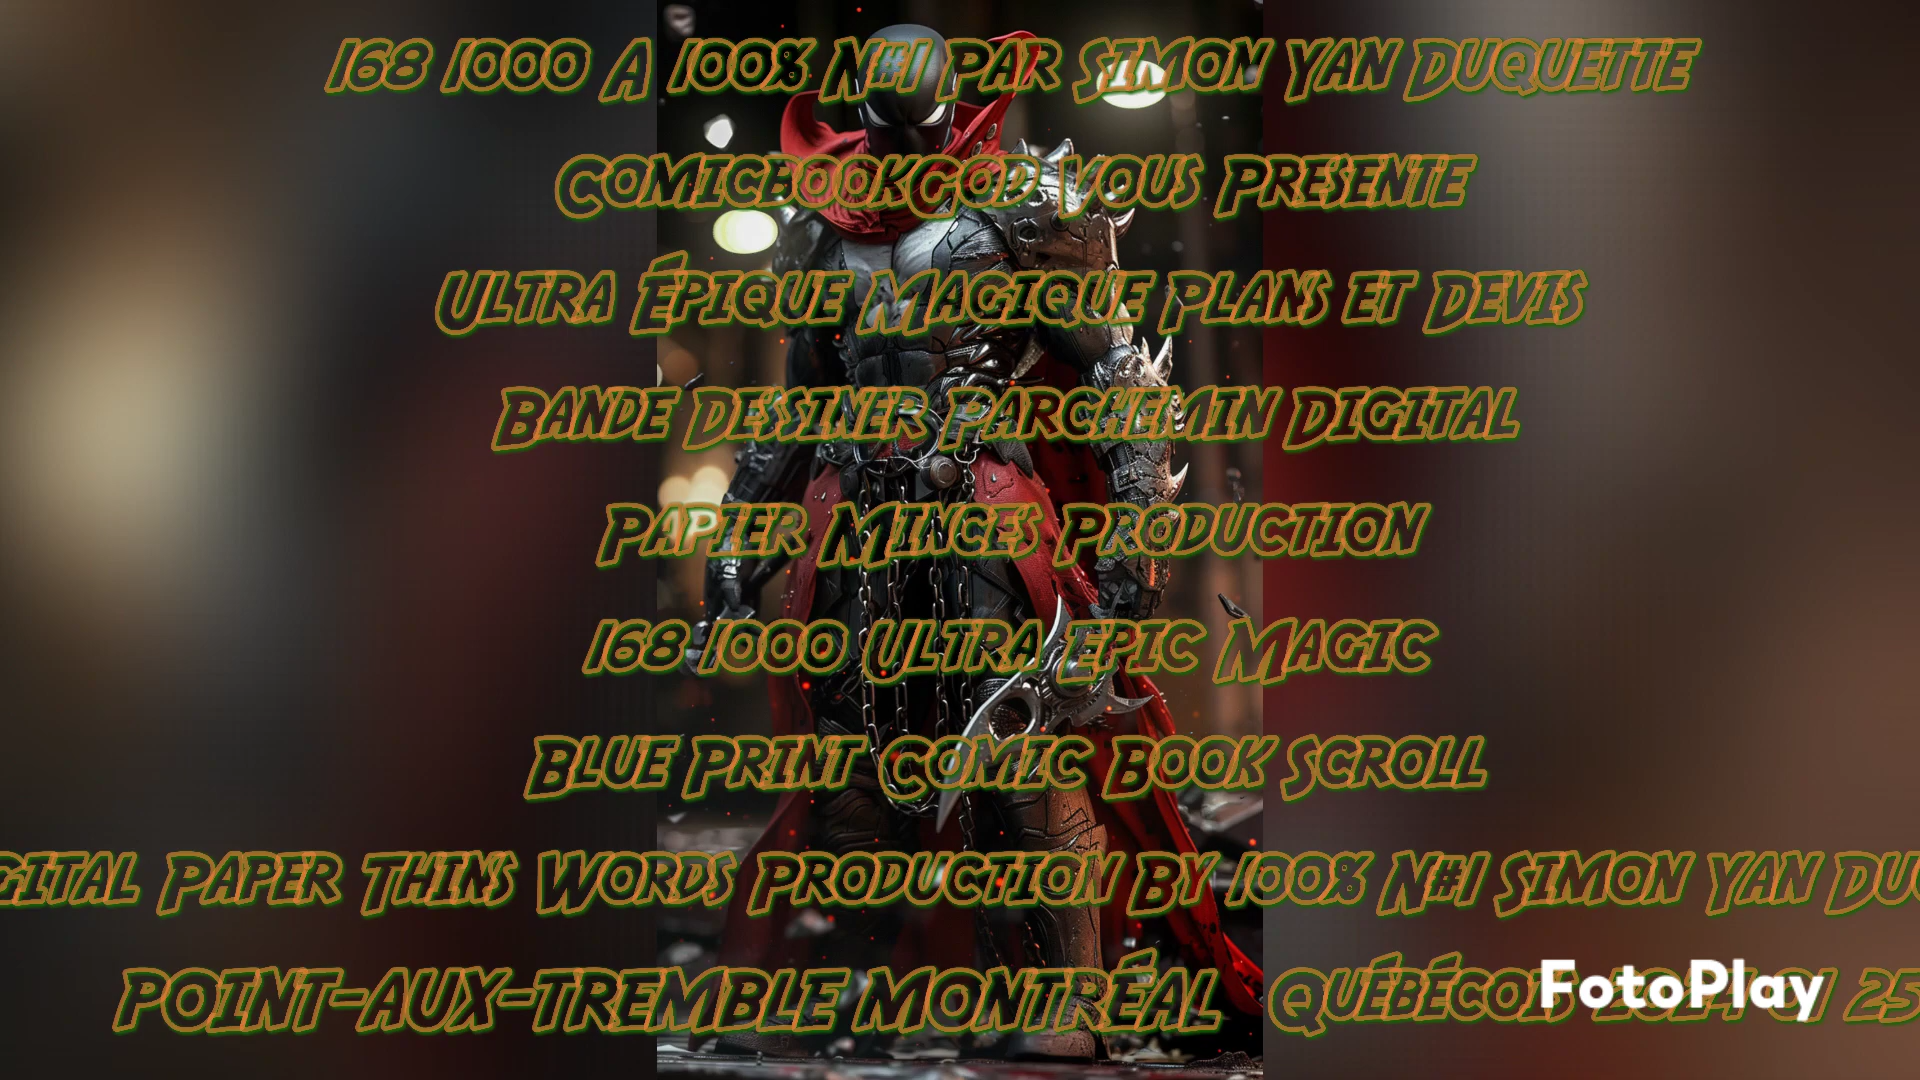 168 1000 A 100% N#1 Par Simon Yan Duquette
ComicbookGod Vous Presente
Ultra Épique Magique Plans et Devis
Bande Dessiner Parchemin Digital
Papier Minces Production
168 1000 Ultra Epic Magic
Blue Print Comic Book Scroll
Paper Thins Words Production By 100% N#1 Simon Yan
POINT-AUX-TREMBLE MONTRÉAL Québécois
FotoPlay